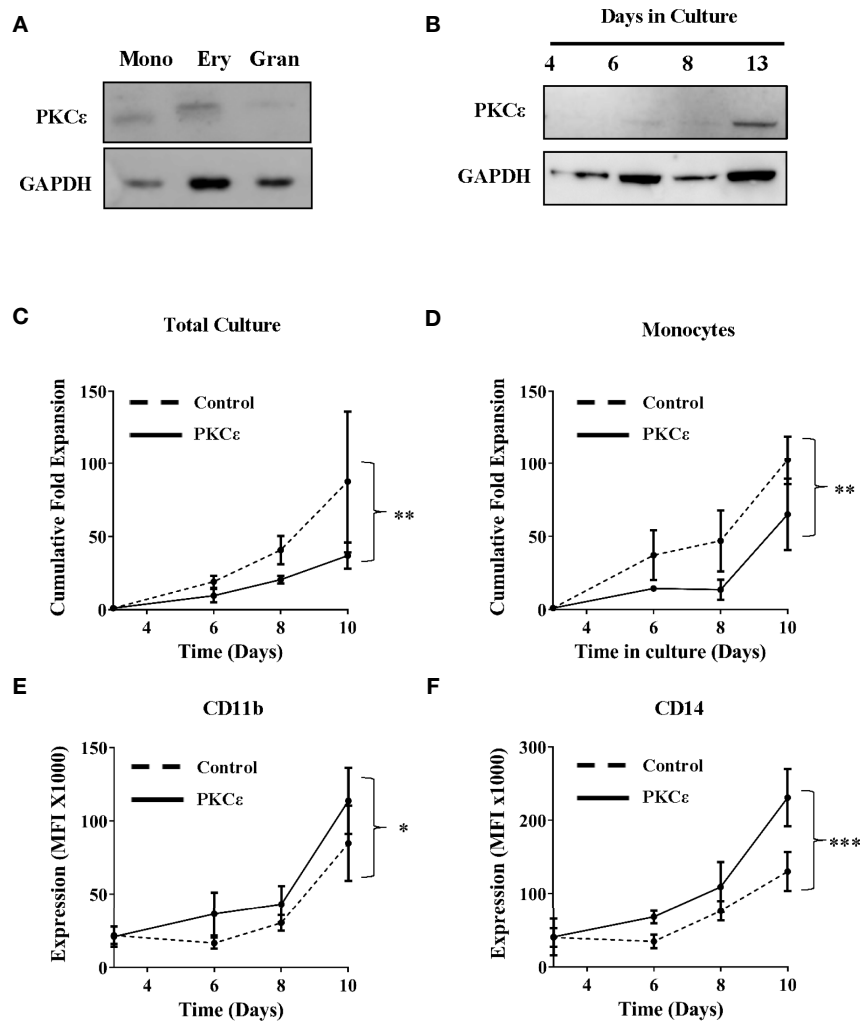 A
Mono Ery Gran
PKCε
GAPDH
B
Days in Culture
4 6 8 13
PKCε
GAPDH
C
Total Culture
Cumulative Fold Expansion
150
100
50
0
Control
PKCε
**
4 6 8 10
Time (Days)
D
Monocytes
Cumulative Fold Expansion
150
100
50
0
Control
PKCε
**
4 6 8 10
Time in culture (Days)
E
CD11b
Expression (MFI X1000)
150
100
50
0
Control
PKCε
*
4 6 8 10
Time (Days)
F
CD14
Expression (MFI x1000)
300
200
100
0
Control
PKCε
***
4 6 8 10
Time (Days)